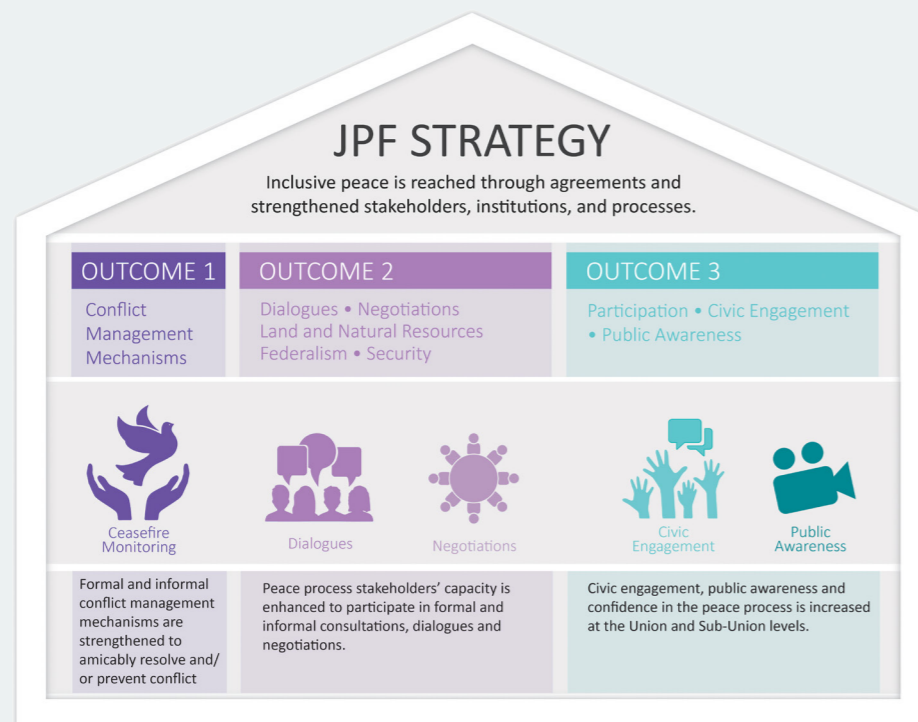 JPF STRATEGY
Inclusive peace is reached through agreements and
strengthened stakeholders, institutions, and processes.
OUTCOME 1
Conflict
Management
Mechanisms
OUTCOME 2
Dialogues • Negotiations
Land and Natural Resources
Federalism • Security
OUTCOME 3
Participation • Civic Engagement
• Public Awareness
Ceasefire
Monitoring
Dialogues
Negotiations
Civic
Engagement
Public
Awareness
Formal and informal
conflict management
mechanisms are
strengthened to
amicably resolve and/
or prevent conflict
Peace process stakeholders’ capacity is
enhanced to participate in formal and
informal consultations, dialogues and
negotiations.
Civic engagement, public awareness and
confidence in the peace process is increased
at the Union and Sub-Union levels.